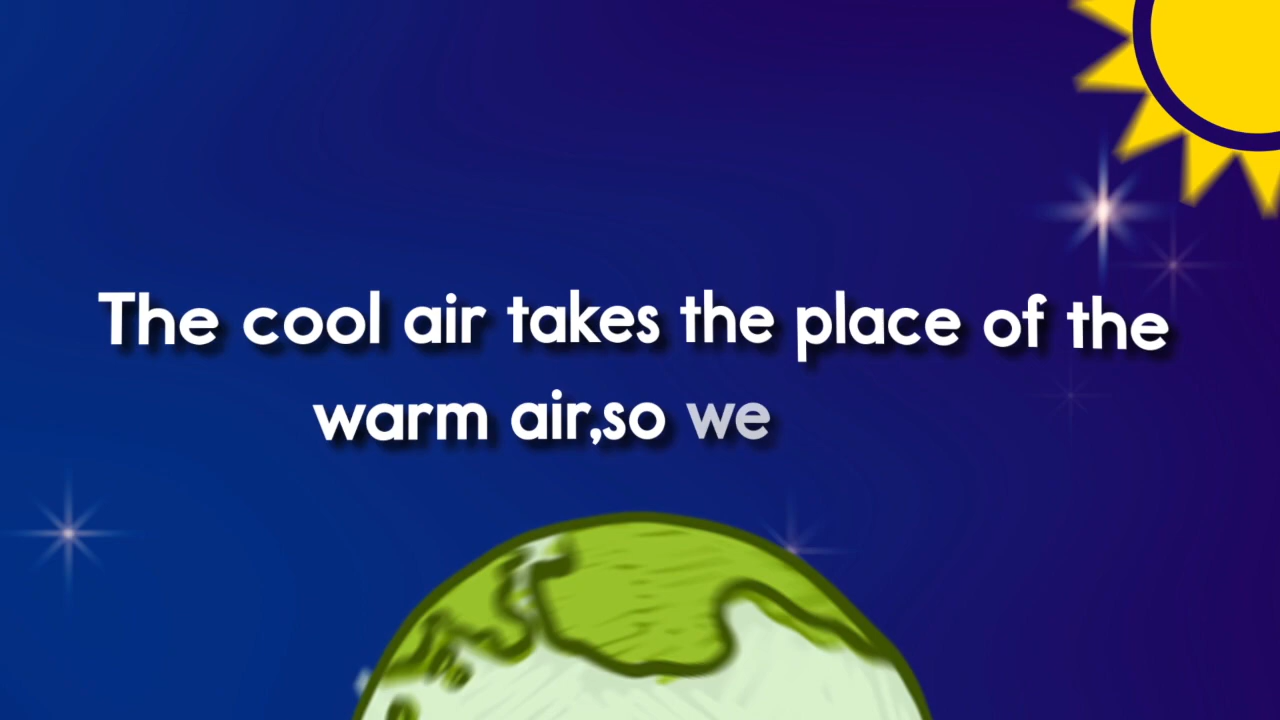 The cool air takes the place of the
warm air,so we